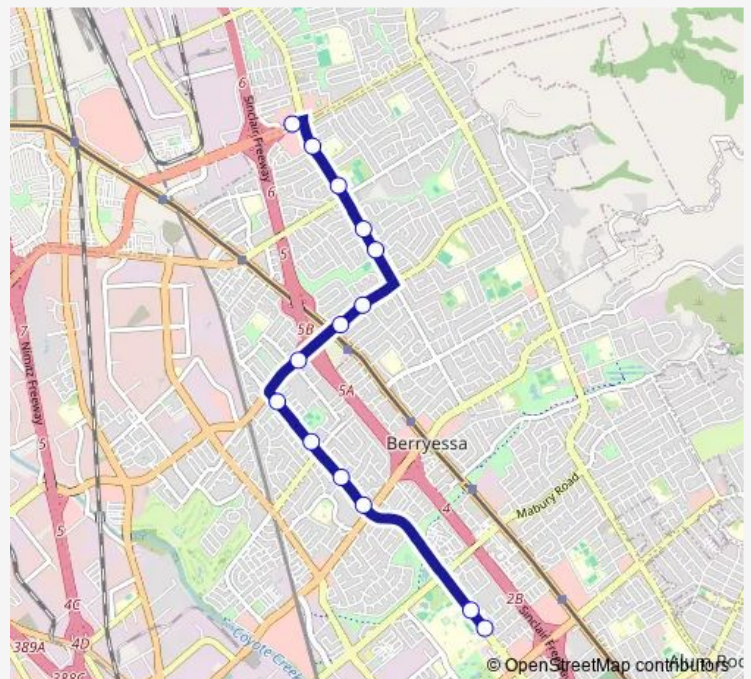 6
Sinclair Freeway
6
5
5B
7
Nimitz Freeway
5A
5
Berryessa
4
5
Mabury Road
2B
4C
Sinclair
389A
4D
Coyote Creek
388C
© OpenStreetMap contributors